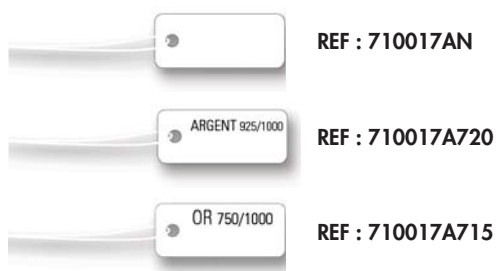 REF : 710017AN
ARGENT 925/1000
REF : 710017A720
OR 750/1000
REF : 710017A715